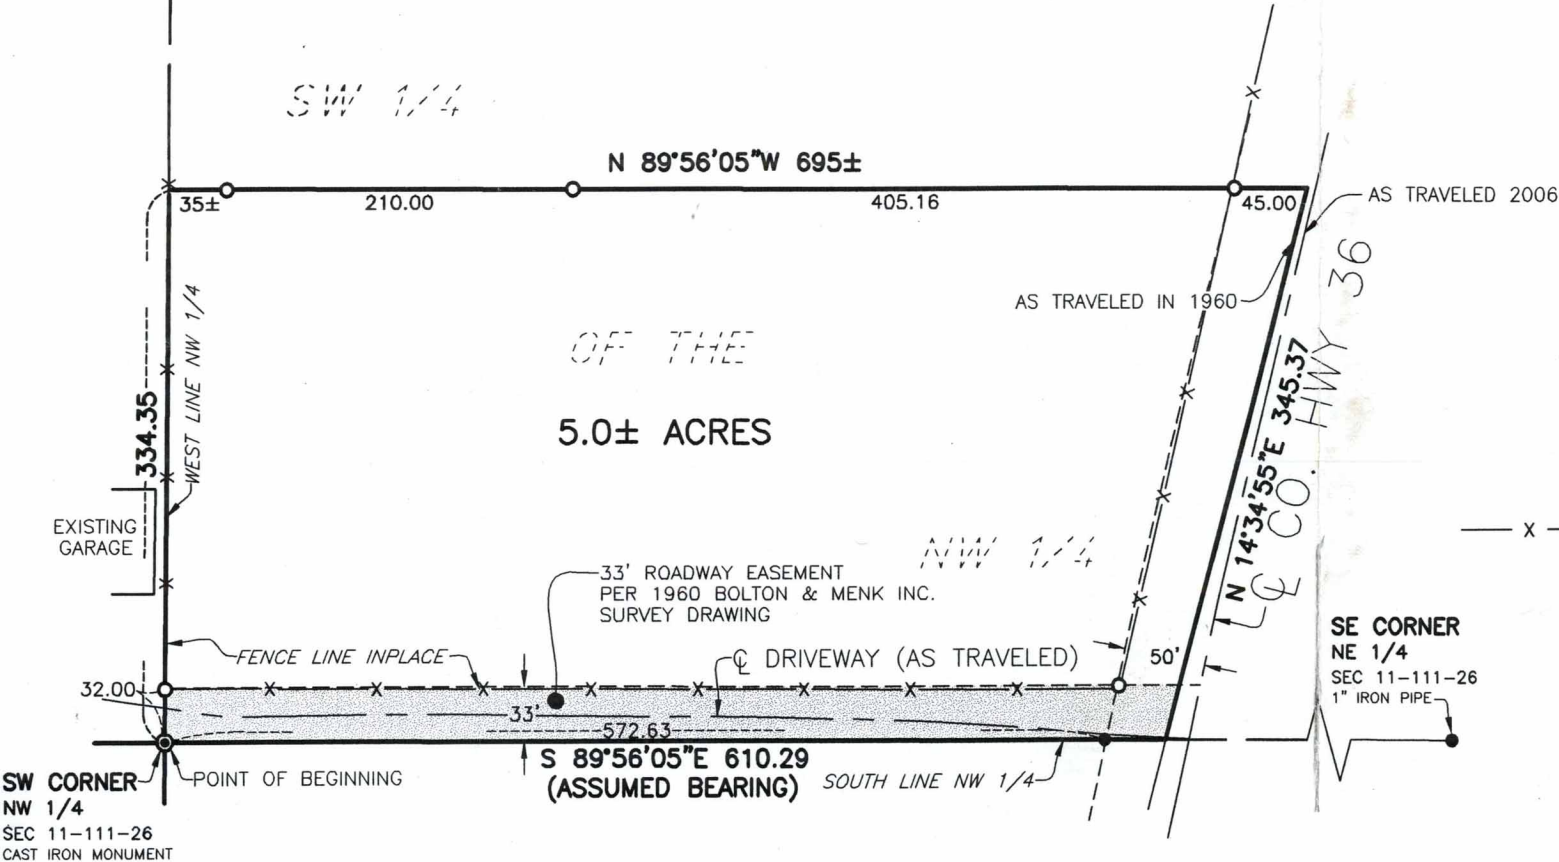 SW 1/4
N 89°56'05"W 695±
35±
210.00
405.16
45.00
AS TRAVELED 2006
AS TRAVELED IN 1960
WEST LINE NW 1/4
334.35
OF THE
5.0± ACRES
N 14°34'55"E 345.37
℄ CO. HWY 36
EXISTING
GARAGE
NW 1/4
33' ROADWAY EASEMENT
PER 1960 BOLTON & MENK INC.
SURVEY DRAWING
X
FENCE LINE INPLACE
℄ DRIVEWAY (AS TRAVELED)
50'
SE CORNER
NE 1/4
SEC 11-111-26
1" IRON PIPE
32.00
33'
572.63
S 89°56'05"E 610.29
(ASSUMED BEARING)
SOUTH LINE NW 1/4
POINT OF BEGINNING
SW CORNER
NW 1/4
SEC 11-111-26
CAST IRON MONUMENT